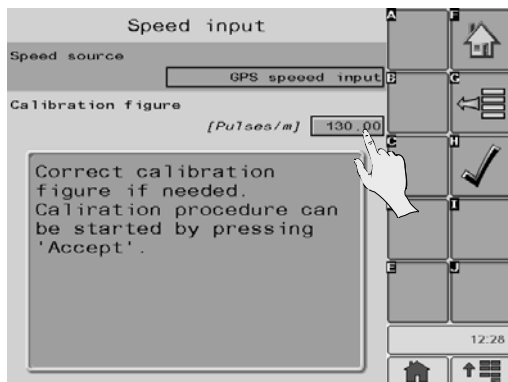 Speed input
Speed source
GPS speeed input
Calibration figure
[Pulses/m] 130.00
Correct calibration
figure if needed.
Caliration procedure can
be started by pressing
'Accept'.
A
F
B
G
C
H
I
E
J
12:28